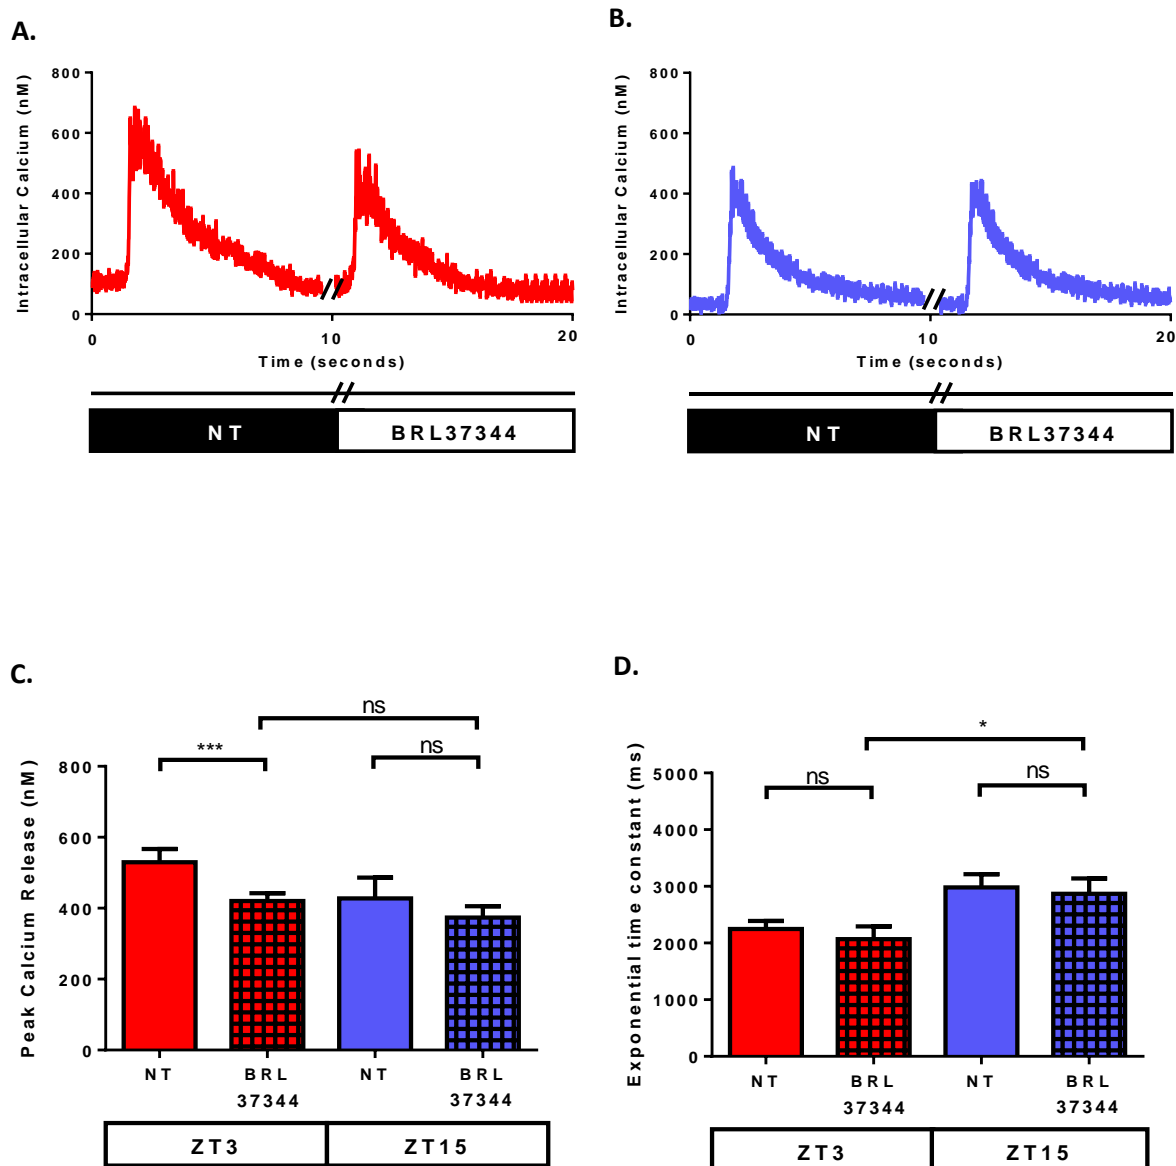 A.
Intracellular Calcium (nM)
800
600
400
200
0
0
10
20
Time (seconds)
NT
BRL37344
B.
Intracellular Calcium (nM)
800
600
400
200
0
0
10
20
Time (seconds)
NT
BRL37344
C.
Peak Calcium Release (nM)
800
600
400
200
0
***
ns
ns
NT
BRL
37344
NT
BRL
37344
ZT3
ZT15
D.
Exponential time constant (ms)
5000
4000
3000
2000
1000
0
ns
*
ns
NT
BRL
37344
NT
BRL
37344
ZT3
ZT15